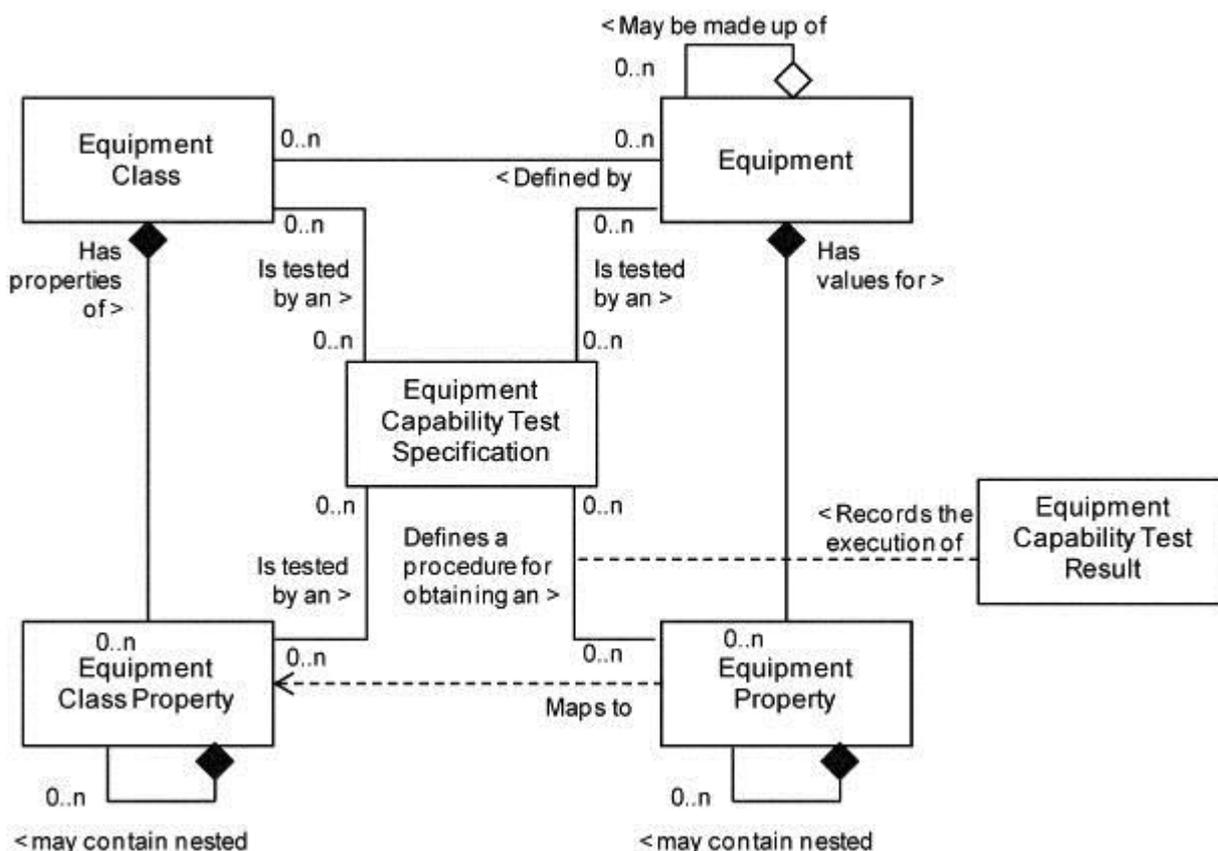 < May be made up of
0..n
Equipment
Class
0..n
0..n
Equipment
< Defined by
0..n
0..n
Has
properties
of >
Is tested
by an >
Is tested
by an >
Has
values for >
0..n
0..n
Equipment
Capability Test
Specification
0..n
0..n
Defines a
procedure for
obtaining an >
Is tested
by an >
< Records the
execution of
Equipment
Capability Test
Result
0..n
Equipment
Class Property
0..n
0..n
0..n
Equipment
Property
Maps to
0..n
0..n
< may contain nested
< may contain nested